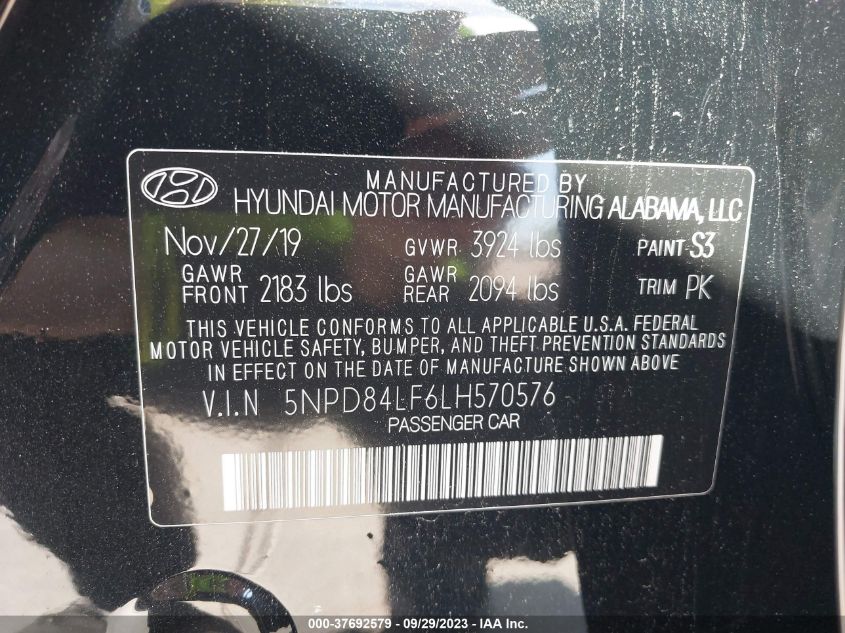 MANUFACTURED BY
HYUNDAI MOTOR MANUFACTURING ALABAMA, LLC
Nov/27/19 GVWR 3924 lbs PAINT S3
GAWR FRONT 2183 lbs GAWR REAR 2094 lbs TRIM PK
THIS VEHICLE CONFORMS TO ALL APPLICABLE U.S.A. FEDERAL
MOTOR VEHICLE SAFETY, BUMPER, AND THEFT PREVENTION STANDARDS
IN EFFECT ON THE DATE OF MANUFACTURE SHOWN ABOVE
V.I.N 5NPD84LF6LH570576
PASSENGER CAR
000-37692579 - 09/29/2023 - IAA Inc.